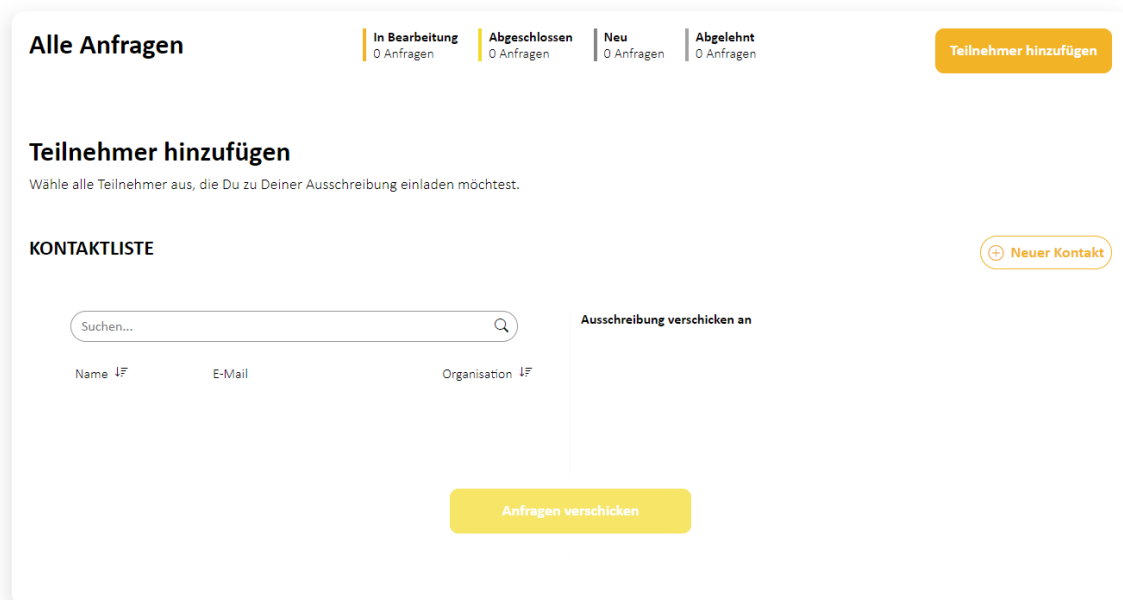 Alle Anfragen
In Bearbeitung
0 Anfragen
Abgeschlossen
0 Anfragen
Neu
0 Anfragen
Abgelehnt
0 Anfragen
Teilnehmer hinzufügen
Teilnehmer hinzufügen
Wähle alle Teilnehmer aus, die Du zu Deiner Ausschreibung einladen möchtest.
KONTAKTLISTE
Neuer Kontakt
Suchen...
Ausschreibung verschicken an
Name
E-Mail
Organisation
Anfragen verschicken